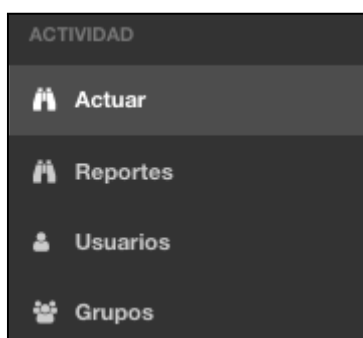 ACTIVIDAD
Actuar
Reportes
Usuarios
Grupos